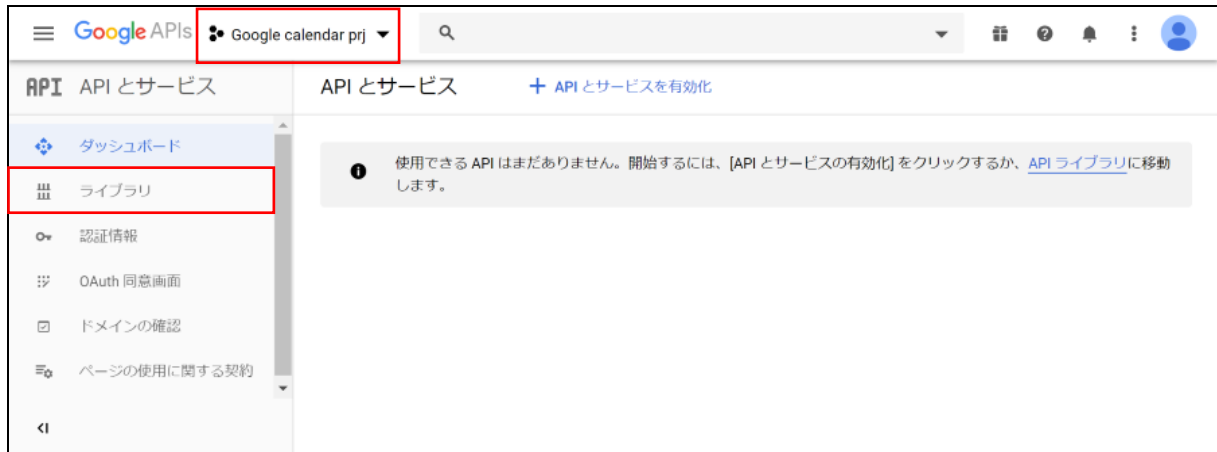 Google APIs Google calendar prj
API API とサービス
API とサービス
+ API とサービスを有効化
ダッシュボード
ライブラリ
認証情報
OAuth 同意画面
ドメインの確認
ページの使用に関する契約
使用できる API はまだありません。開始するには、[API とサービスの有効化] をクリックするか、API ライブラリに移動
します。